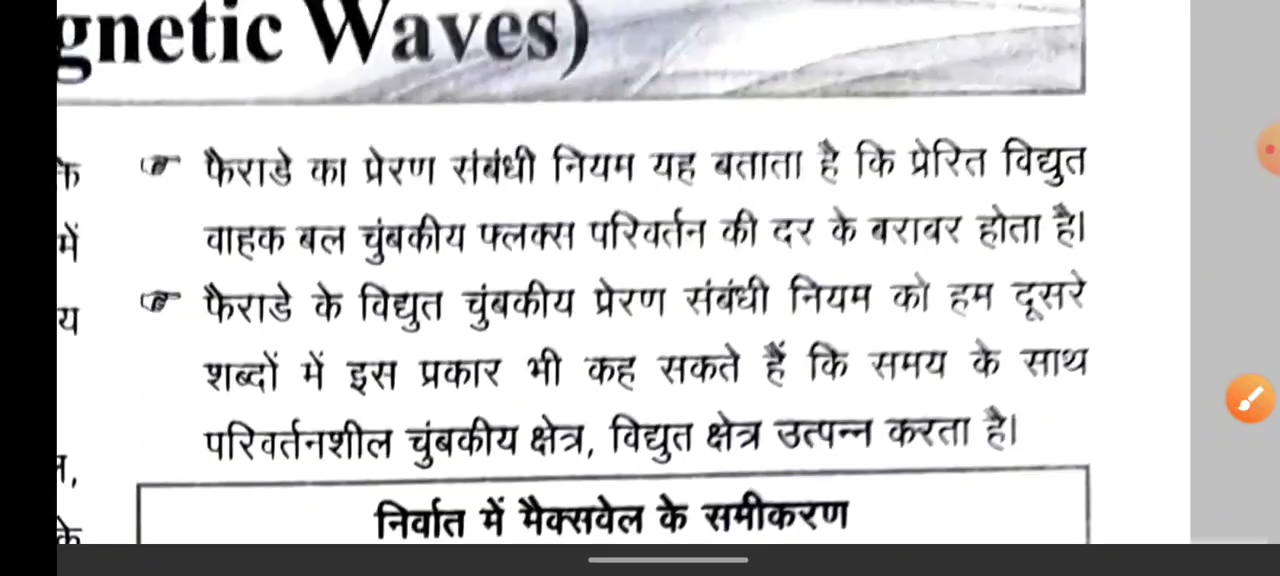 gnetic Waves)
के ☞ फैराडे का प्रेरण संबंधी नियम यह बताता है कि प्रेरित विद्युत
में वाहक बल चुंबकीय फ्लक्स परिवर्तन की दर के बराबर होता है।
य ☞ फैराडे के विद्युत चुंबकीय प्रेरण संबंधी नियम को हम दूसरे
शब्दों में इस प्रकार भी कह सकते हैं कि समय के साथ
परिवर्तनशील चुंबकीय क्षेत्र, विद्युत क्षेत्र उत्पन्न करता है।
निर्वात में मैक्सवेल के समीकरण
के